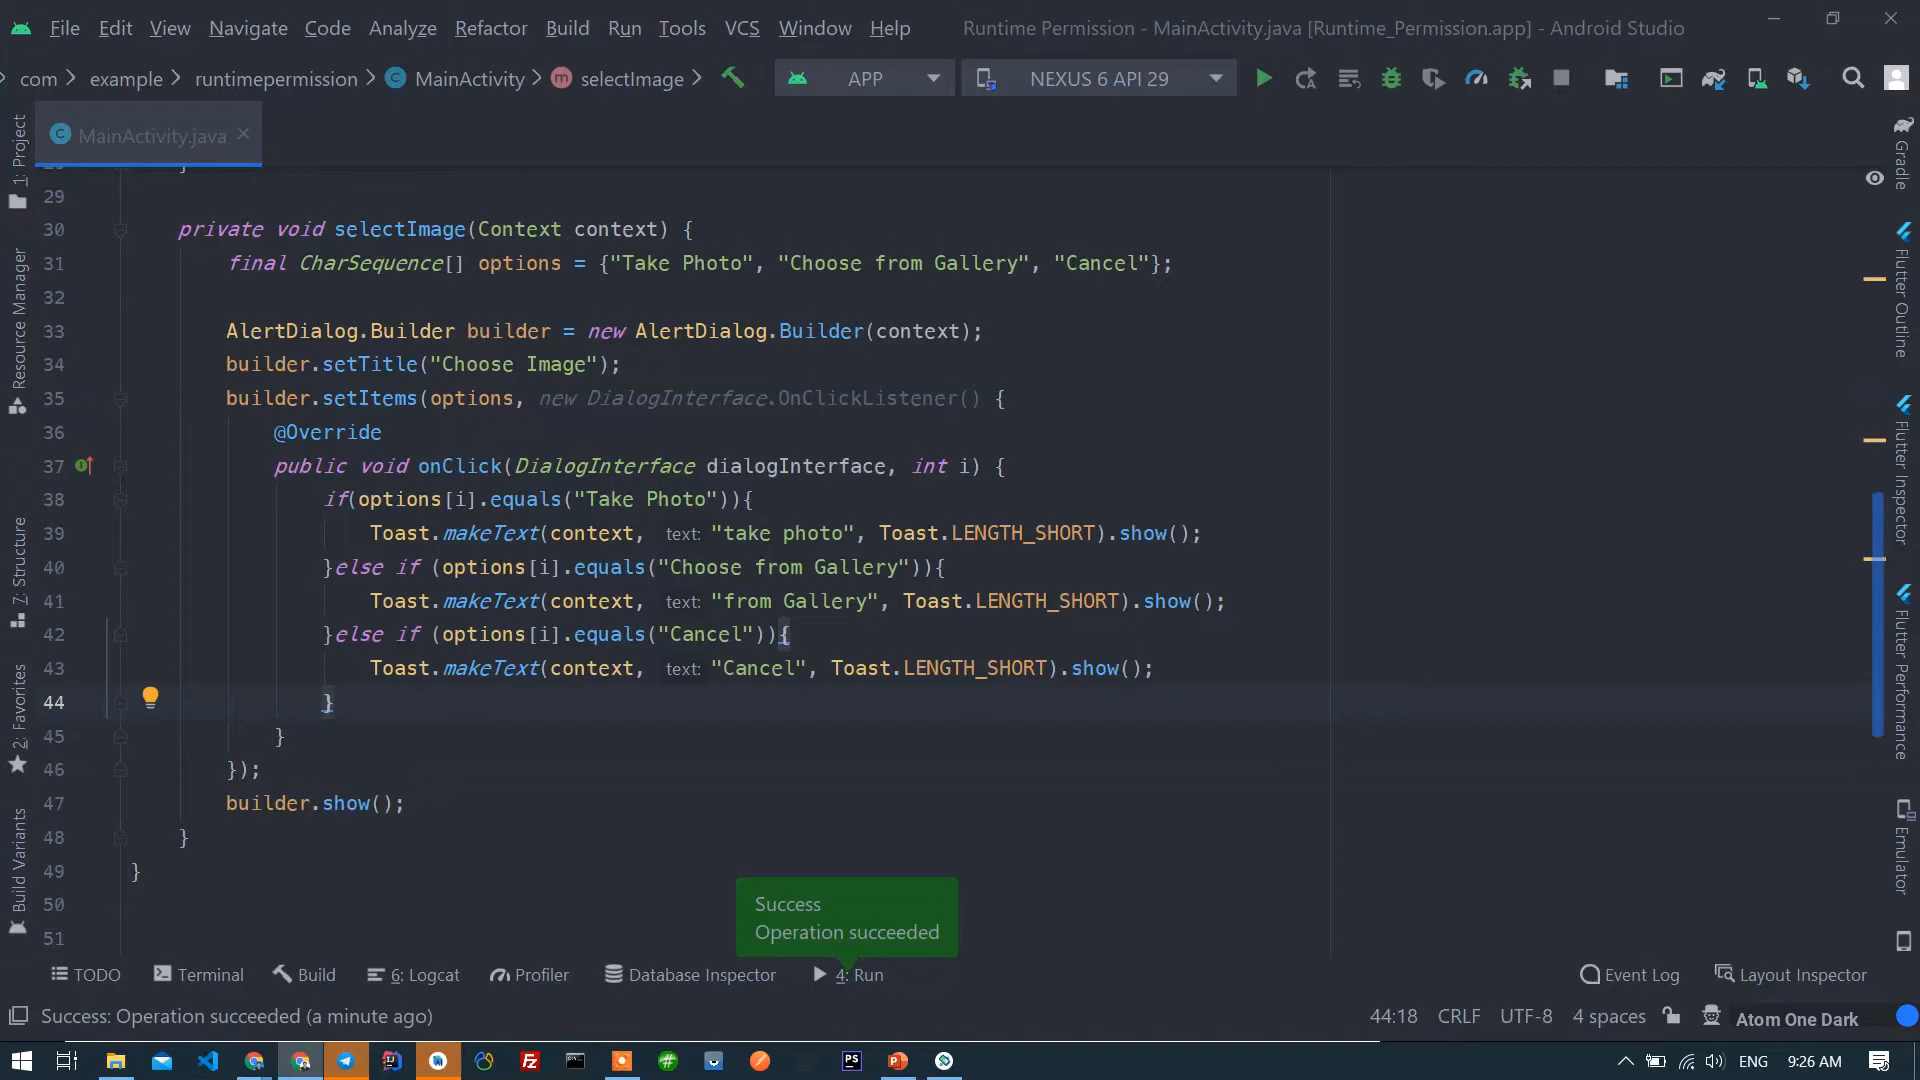 File Edit View Navigate Code Analyze Refactor Build Run Tools VCS Window Help Runtime Permission - MainActivity.java [Runtime_Permission.app] - Android Studio
com example runtimepermission MainActivity selectImage APP NEXUS 6 API 29
MainActivity.java
1: Project
Resource Manager
7: Structure
2: Favorites
Build Variants
29
30 private void selectImage(Context context) {
31 final CharSequence[] options = {"Take Photo", "Choose from Gallery", "Cancel"};
32
33 AlertDialog.Builder builder = new AlertDialog.Builder(context);
34 builder.setTitle("Choose Image");
35 builder.setItems(options, new DialogInterface.OnClickListener() {
36 @Override
37 public void onClick(DialogInterface dialogInterface, int i) {
38 if(options[i].equals("Take Photo")){
39 Toast.makeText(context, text: "take photo", Toast.LENGTH_SHORT).show();
40 }else if (options[i].equals("Choose from Gallery")){
41 Toast.makeText(context, text: "from Gallery", Toast.LENGTH_SHORT).show();
42 }else if (options[i].equals("Cancel")){
43 Toast.makeText(context, text: "Cancel", Toast.LENGTH_SHORT).show();
44 }
45 }
46 });
47 builder.show();
48 }
49 }
50
51
Gradle
Flutter Outline
Flutter Inspector
Flutter Performance
Emulator
Success
Operation succeeded
TODO Terminal Build 6: Logcat Profiler Database Inspector 4: Run Event Log Layout Inspector
Success: Operation succeeded (a minute ago) 44:18 CRLF UTF-8 4 spaces Atom One Dark
ENG 9:26 AM